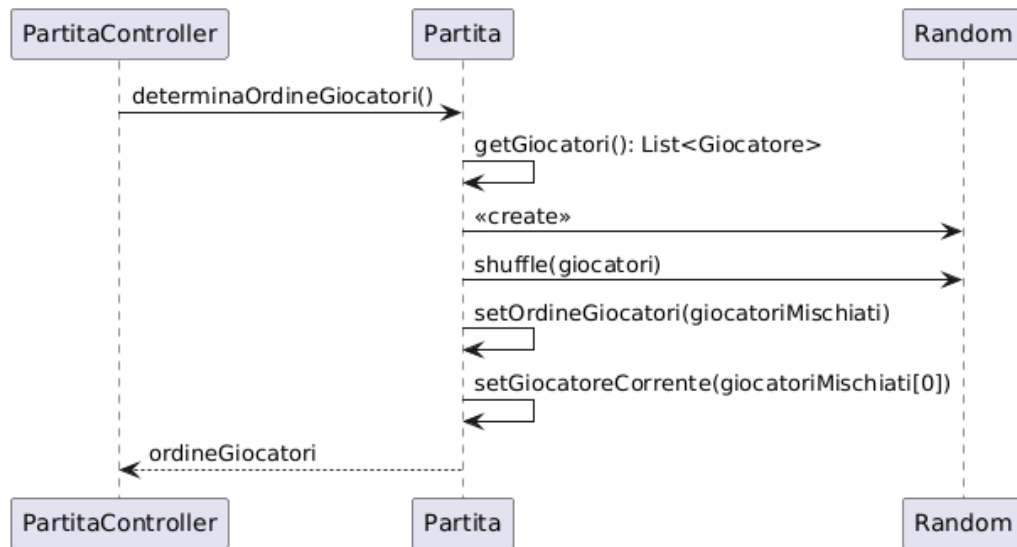 PartitaController Partita Random
determinaOrdineGiocatori()
getGiocatori(): List<Giocatore>
«create»
shuffle(giocatori)
setOrdineGiocatori(giocatoriMischiati)
setGiocatoreCorrente(giocatoriMischiati[0])
ordineGiocatori
PartitaController Partita Random